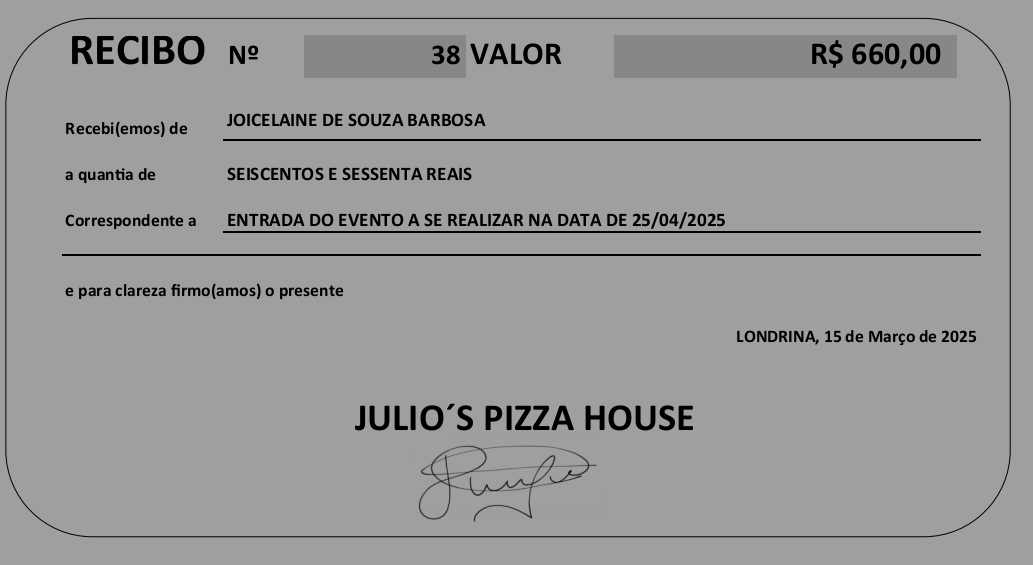 RECIBO Nº 38 VALOR R$ 660,00
Recebi(emos) de JOICELAINE DE SOUZA BARBOSA
a quantia de SEISCENTOS E SESSENTA REAIS
Correspondente a ENTRADA DO EVENTO A SE REALIZAR NA DATA DE 25/04/2025
e para clareza firmo(amos) o presente
LONDRINA, 15 de Março de 2025
JULIO´S PIZZA HOUSE